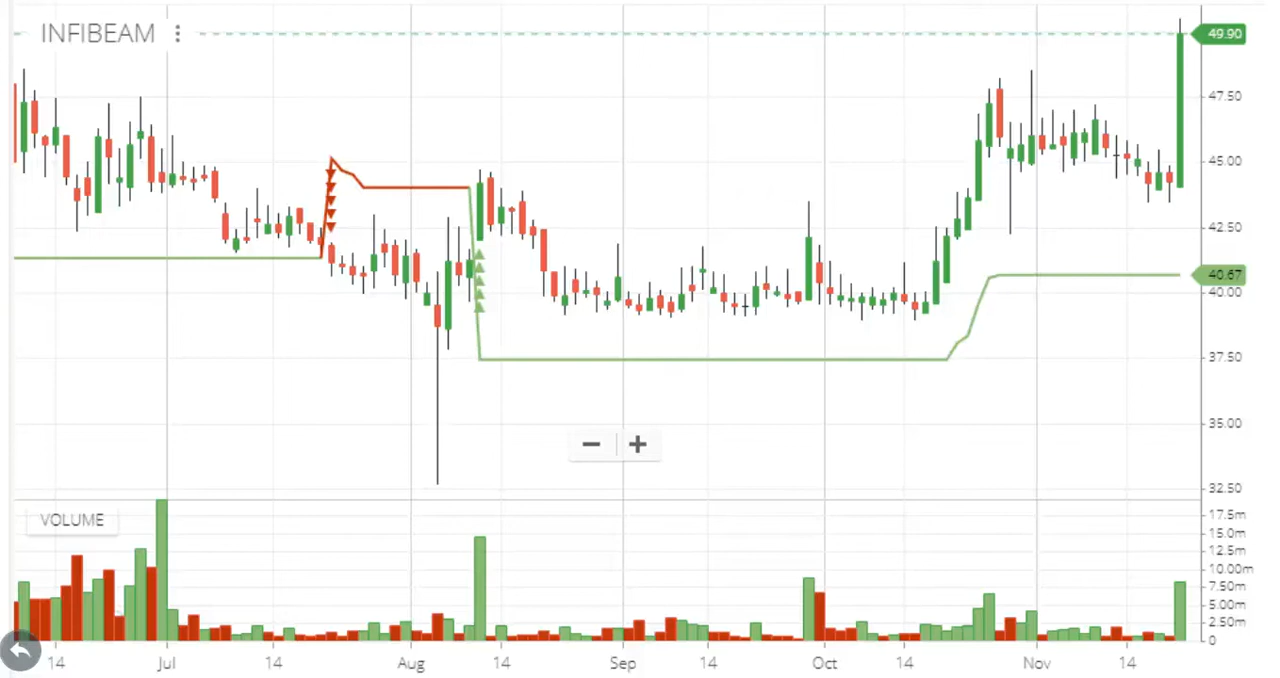 INFIBEAM
49.90
47.50
45.00
42.50
40.67
40.00
37.50
35.00
32.50
VOLUME
17.5m
15.0m
12.5m
10.00m
7.50m
5.00m
2.50m
0
14 Jul 14 Aug 14 Sep 14 Oct 14 Nov 14